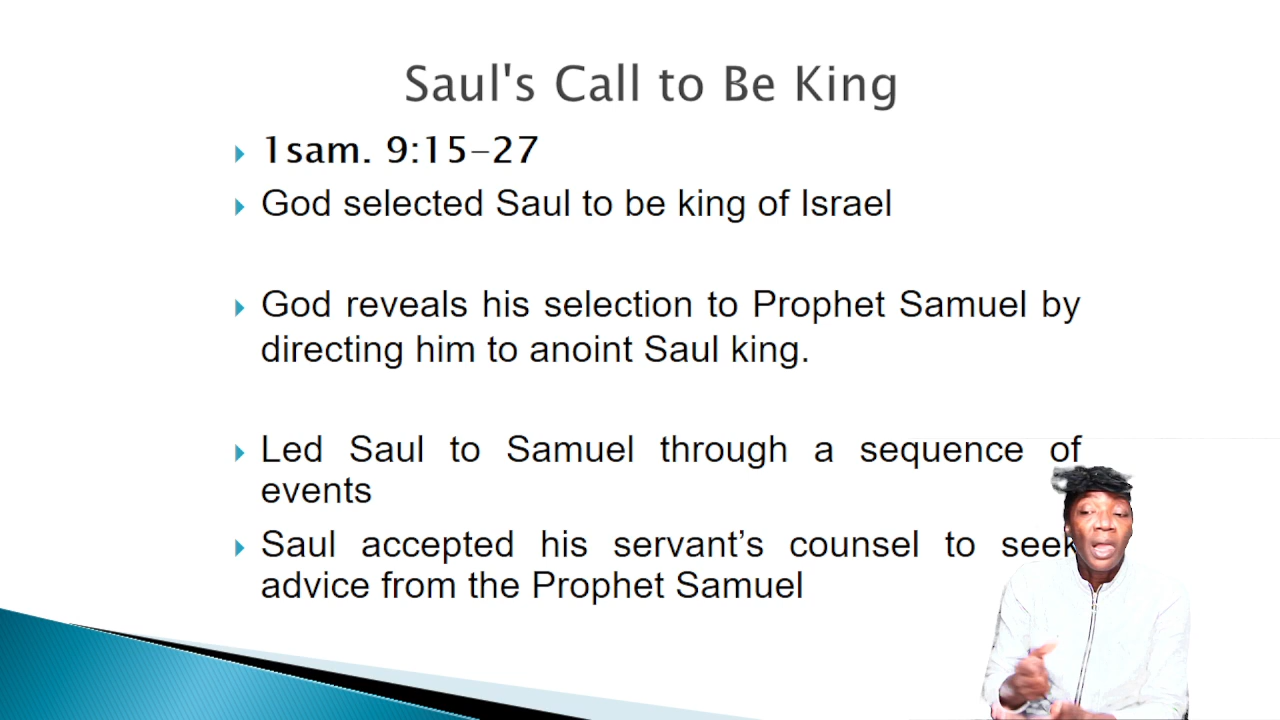 Saul's Call to Be King
1sam. 9:15-27
God selected Saul to be king of Israel
God reveals his selection to Prophet Samuel by
directing him to anoint Saul king.
Led Saul to Samuel through a sequence of
events
Saul accepted his servant’s counsel to seek
advice from the Prophet Samuel